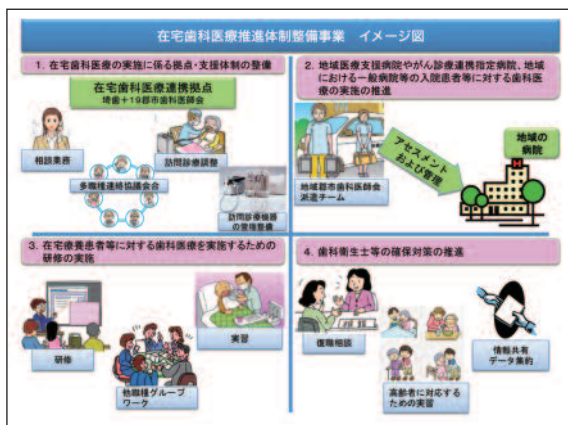 在宅歯科医療推進体制整備事業　イメージ図
1. 在宅歯科医療の実施に係る拠点・支援体制の整備
在宅歯科医療連携拠点
埼歯＋19郡市歯科医師会
相談業務
訪問診療調整
多職種連絡協議会合
訪問診療機器
の管理整備
2. 地域医療支援病院やがん診療連携指定病院、地域
における一般病院等の入院患者等に対する歯科医
療の実施の推進
地域郡市歯科医師会
派遣チーム
アセスメント
および管理
地域の
病院
3. 在宅療養患者等に対する歯科医療を実施するための
研修の実施
研修
他職種グループ
ワーク
実習
4. 歯科衛生士等の確保対策の推進
復職相談
高齢者に対応する
ための実習
情報共有
データ集約